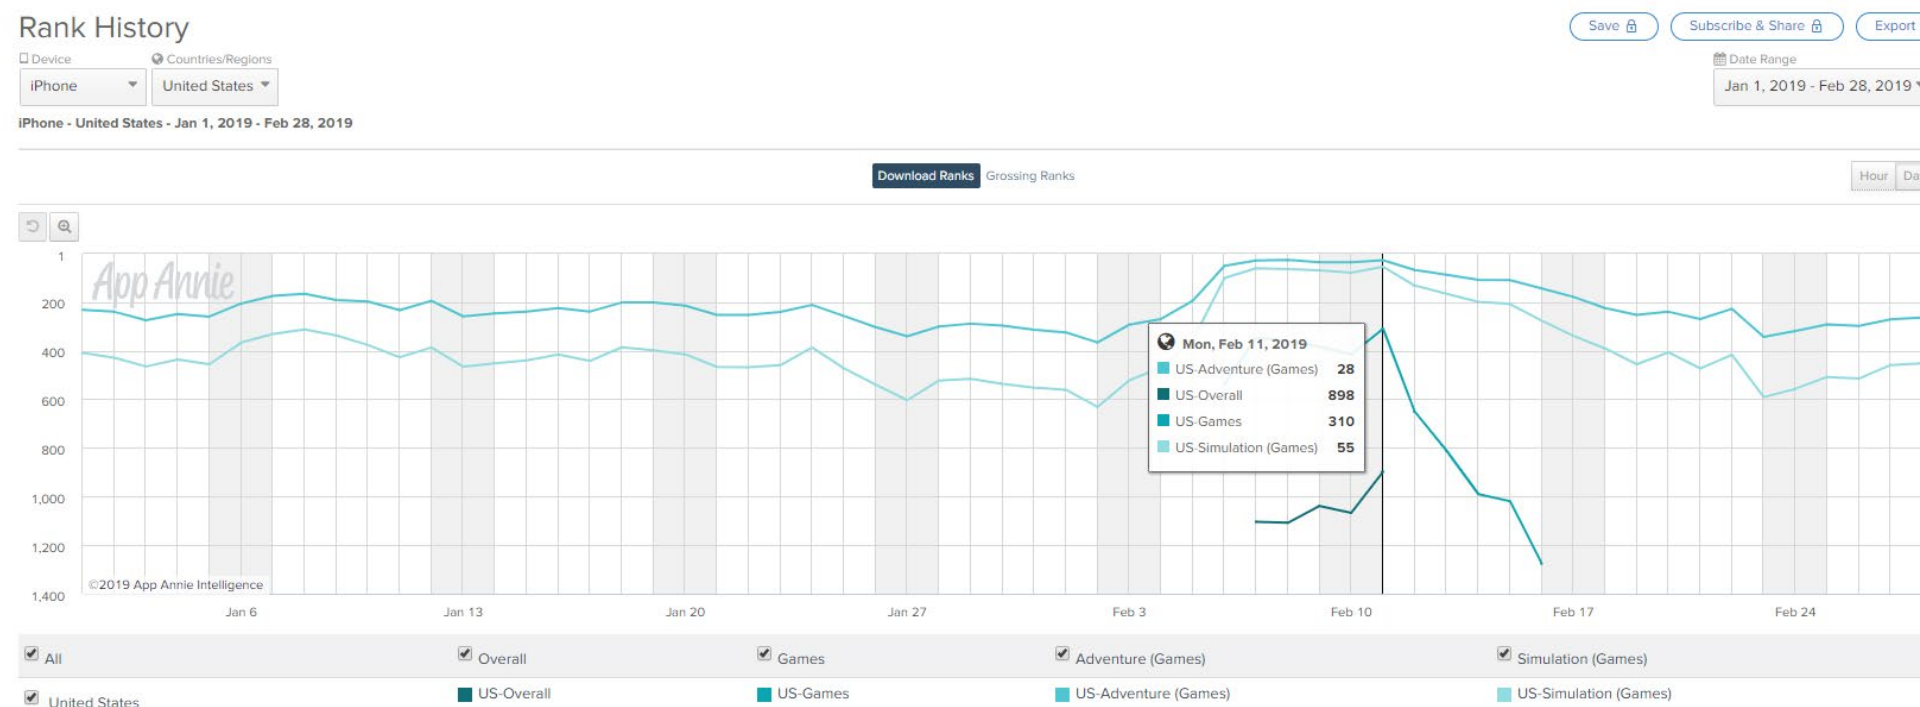 Rank History
Save
Subscribe & Share
Export
Device
Countries/Regions
Date Range
iPhone
United States
Jan 1, 2019 - Feb 28, 2019
iPhone - United States - Jan 1, 2019 - Feb 28, 2019
Download Ranks
Grossing Ranks
Hour
Da
App Annie
1
200
400
600
800
1,000
1,200
1,400
Mon, Feb 11, 2019
US-Adventure (Games) 28
US-Overall 898
US-Games 310
US-Simulation (Games) 55
©2019 App Annie Intelligence
Jan 6
Jan 13
Jan 20
Jan 27
Feb 3
Feb 10
Feb 17
Feb 24
All
Overall
Games
Adventure (Games)
Simulation (Games)
United States
US-Overall
US-Games
US-Adventure (Games)
US-Simulation (Games)